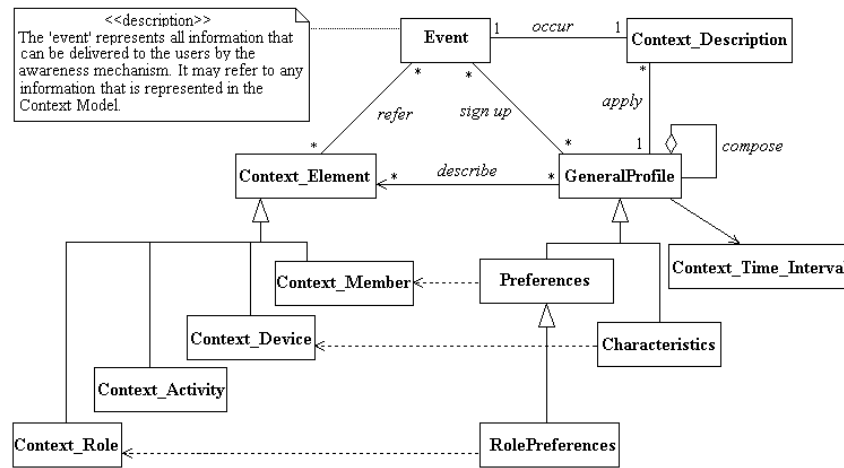 <<description>>
The 'event' represents all information that
can be delivered to the users by the
awareness mechanism. It may refer to any
information that is represented in the
Context Model.
Event
1
occur
1
Context_Description
*
*
*
refer
sign up
apply
*
*
1
compose
Context_Element
*
describe
*
GeneralProfile
Context_Time_Interval
Context_Member
Preferences
Context_Device
Characteristics
Context_Activity
Context_Role
RolePreferences